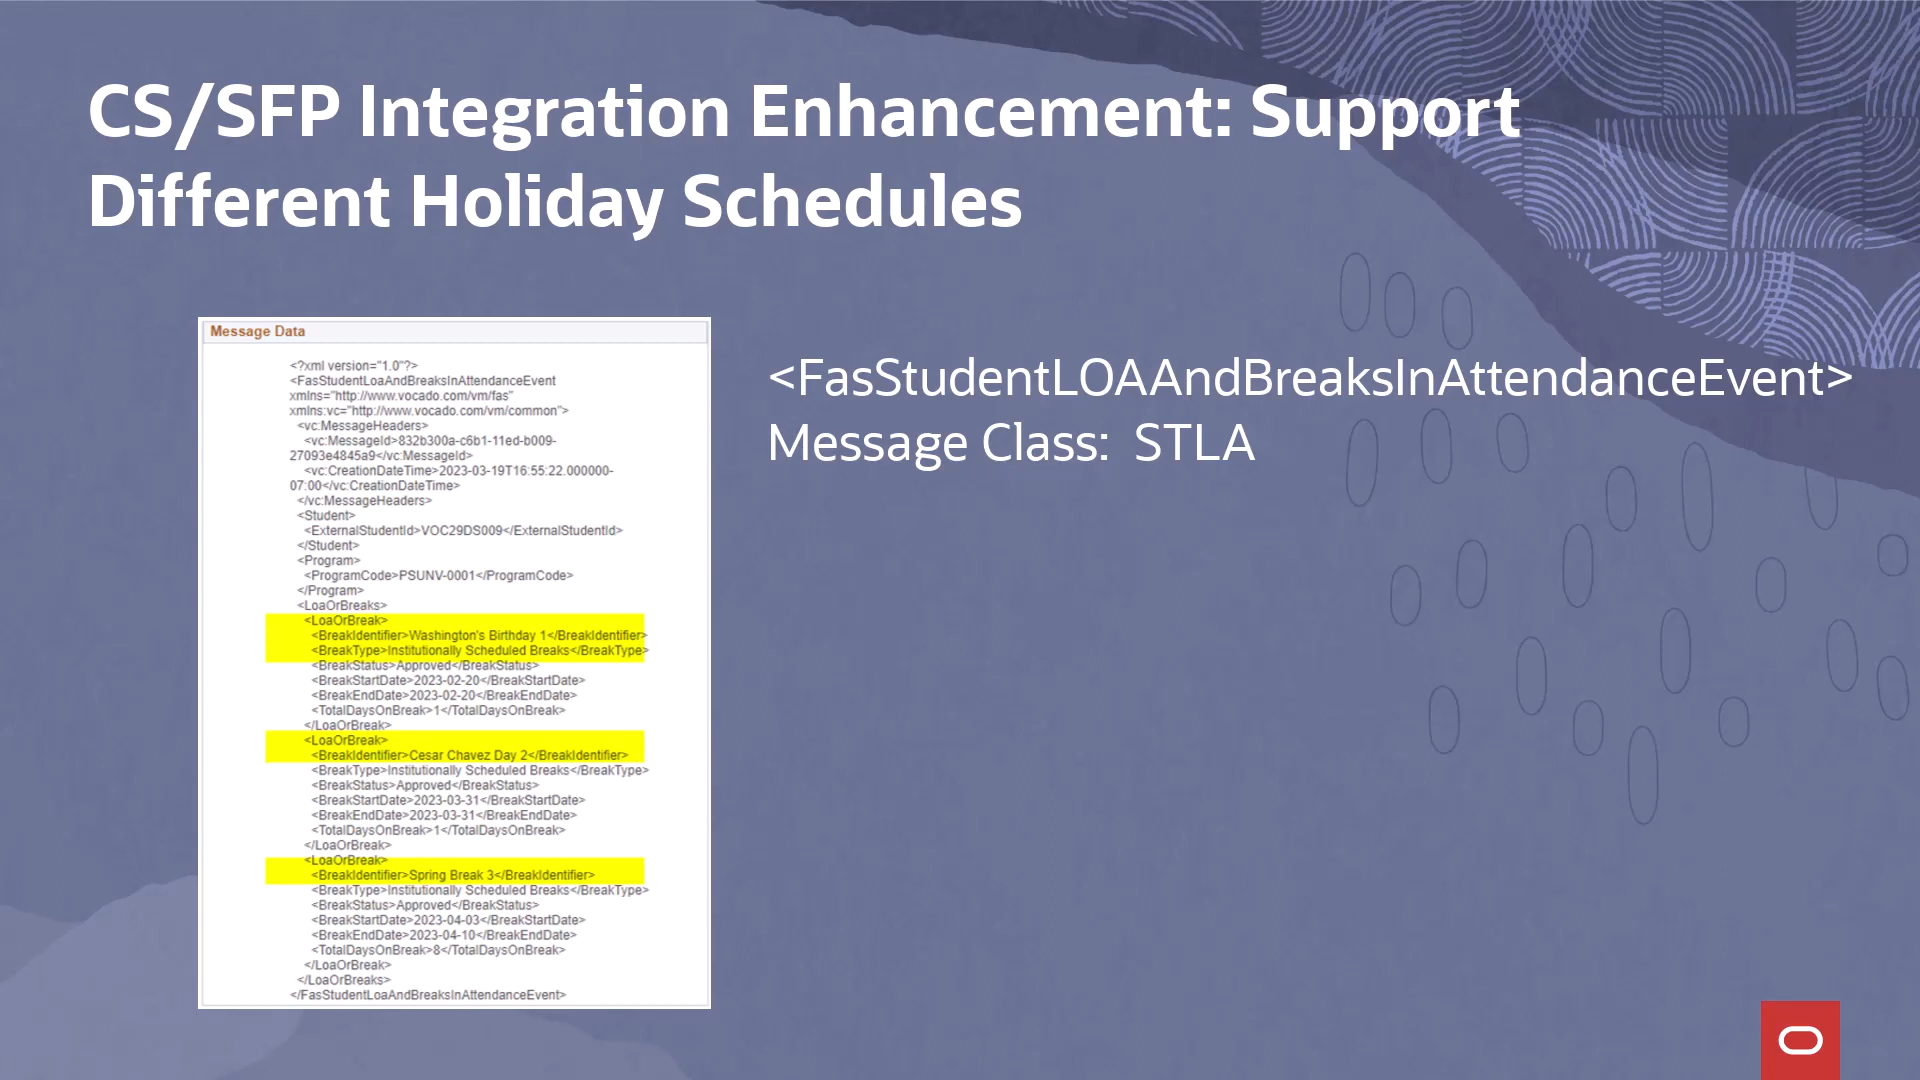 CS/SFP Integration Enhancement: Support
Different Holiday Schedules
Message Data
<?xml version="1.0"?>
<FasStudentLoaAndBreaksInAttendanceEvent
xmlns="http://www.vocado.com/vm/fas"
xmlns:vc="http://www.vocado.com/vm/common">
<vc:MessageHeaders>
<vc:MessageId>832b300a-c6b1-11ed-b009-
27093e4845a9</vc:MessageId>
<vc:CreationDateTime>2023-03-19T16:55:22.000000-
07:00</vc:CreationDateTime>
</vc:MessageHeaders>
<Student>
<ExternalStudentId>VOC29DS009</ExternalStudentId>
</Student>
<Program>
<ProgramCode>PSUNV-0001</ProgramCode>
</Program>
<LoaOrBreaks>
<LoaOrBreak>
<BreakIdentifier>Washington's Birthday 1</BreakIdentifier>
<BreakType>Institutionally Scheduled Breaks</BreakType>
<BreakStatus>Approved</BreakStatus>
<BreakStartDate>2023-02-20</BreakStartDate>
<BreakEndDate>2023-02-20</BreakEndDate>
<TotalDaysOnBreak>1</TotalDaysOnBreak>
</LoaOrBreak>
<LoaOrBreak>
<BreakIdentifier>Cesar Chavez Day 2</BreakIdentifier>
<BreakType>Institutionally Scheduled Breaks</BreakType>
<BreakStatus>Approved</BreakStatus>
<BreakStartDate>2023-03-31</BreakStartDate>
<BreakEndDate>2023-03-31</BreakEndDate>
<TotalDaysOnBreak>1</TotalDaysOnBreak>
</LoaOrBreak>
<LoaOrBreak>
<BreakIdentifier>Spring Break 3</BreakIdentifier>
<BreakType>Institutionally Scheduled Breaks</BreakType>
<BreakStatus>Approved</BreakStatus>
<BreakStartDate>2023-04-03</BreakStartDate>
<BreakEndDate>2023-04-10</BreakEndDate>
<TotalDaysOnBreak>8</TotalDaysOnBreak>
</LoaOrBreak>
</LoaOrBreaks>
</FasStudentLoaAndBreaksInAttendanceEvent>
<FasStudentLOAAndBreaksInAttendanceEvent>
Message Class: STLA